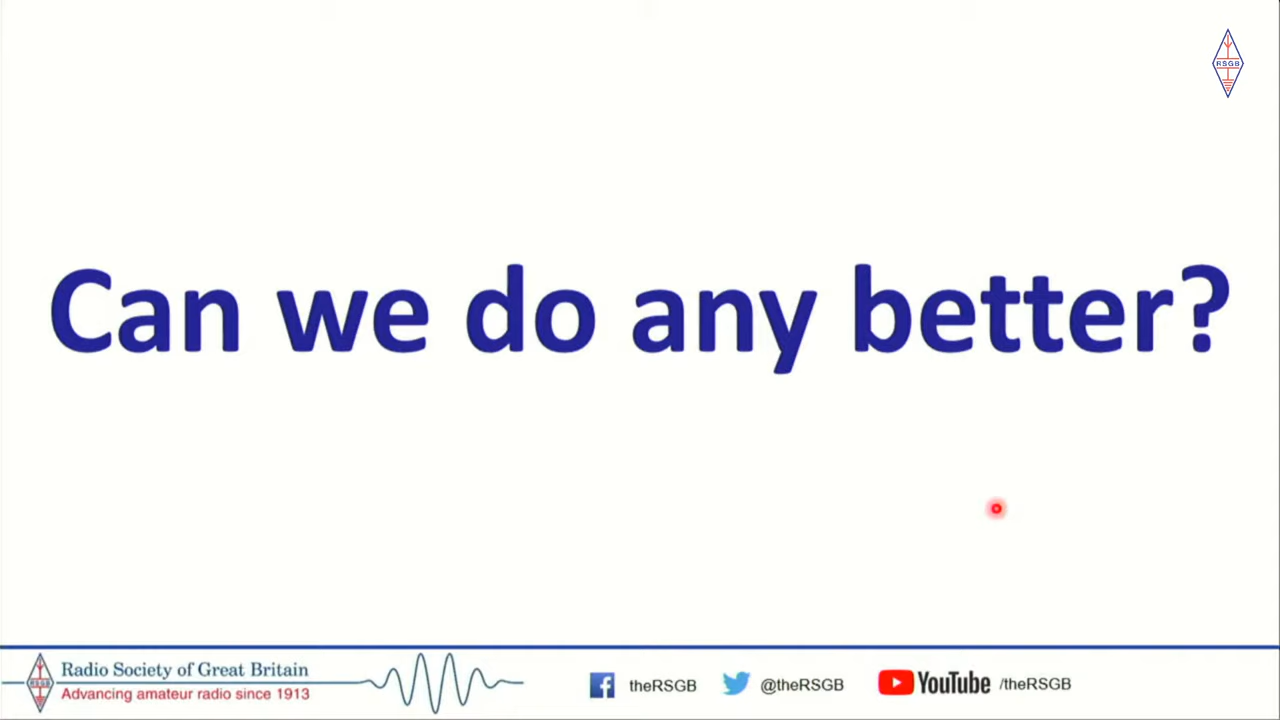 RSGB
Can we do any better?
RSGB
Radio Society of Great Britain
Advancing amateur radio since 1913
theRSGB
@theRSGB
YouTube /theRSGB